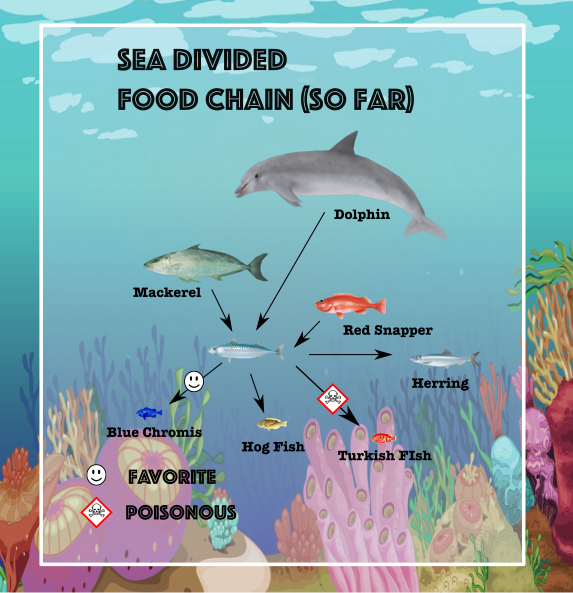 SEA DIVIDED
FOOD CHAIN (SO FAR)
Dolphin
Mackerel
Red Snapper
Herring
Blue Chromis
Hog Fish
Turkish FIsh
FAVORITE
POISONOUS